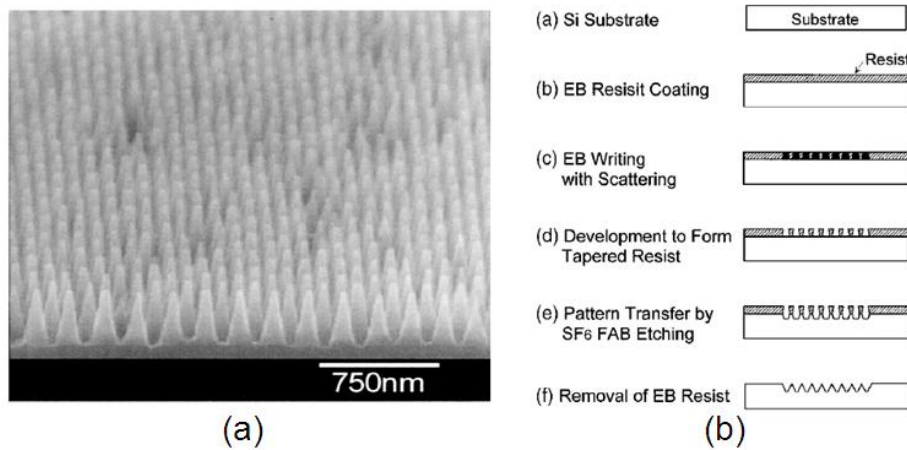 750nm
(a)
(a) Si Substrate
Substrate
Resist
(b) EB Resisit Coating
(c) EB Writing
with Scattering
(d) Development to Form
Tapered Resist
(e) Pattern Transfer by
SF6 FAB Etching
(f) Removal of EB Resist
(b)